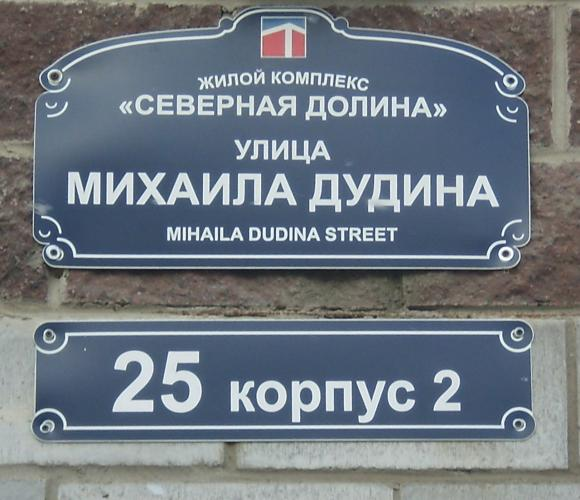 ЖИЛОЙ КОМПЛЕКС
«СЕВЕРНАЯ ДОЛИНА»
УЛИЦА
МИХАИЛА ДУДИНА
MIHAILA DUDINA STREET
25 корпус 2